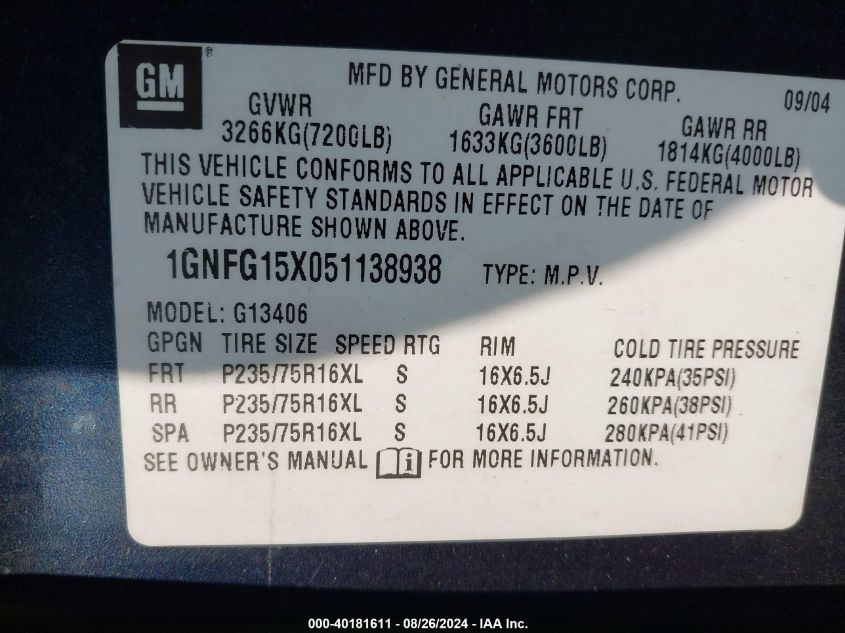 GM®
MFD BY GENERAL MOTORS CORP. 09/04
GVWR GAWR FRT GAWR RR
3266KG(7200LB) 1633KG(3600LB) 1814KG(4000LB)
THIS VEHICLE CONFORMS TO ALL APPLICABLE U.S. FEDERAL MOTOR
VEHICLE SAFETY STANDARDS IN EFFECT ON THE DATE OF
MANUFACTURE SHOWN ABOVE.
1GNFG15X051138938 TYPE: M.P.V.
MODEL: G13406
GPGN TIRE SIZE SPEED RTG RIM COLD TIRE PRESSURE
FRT P235/75R16XL S 16X6.5J 240KPA(35PSI)
RR P235/75R16XL S 16X6.5J 260KPA(38PSI)
SPA P235/75R16XL S 16X6.5J 280KPA(41PSI)
SEE OWNER'S MANUAL i FOR MORE INFORMATION.
000-40181611 - 08/26/2024 - IAA Inc.